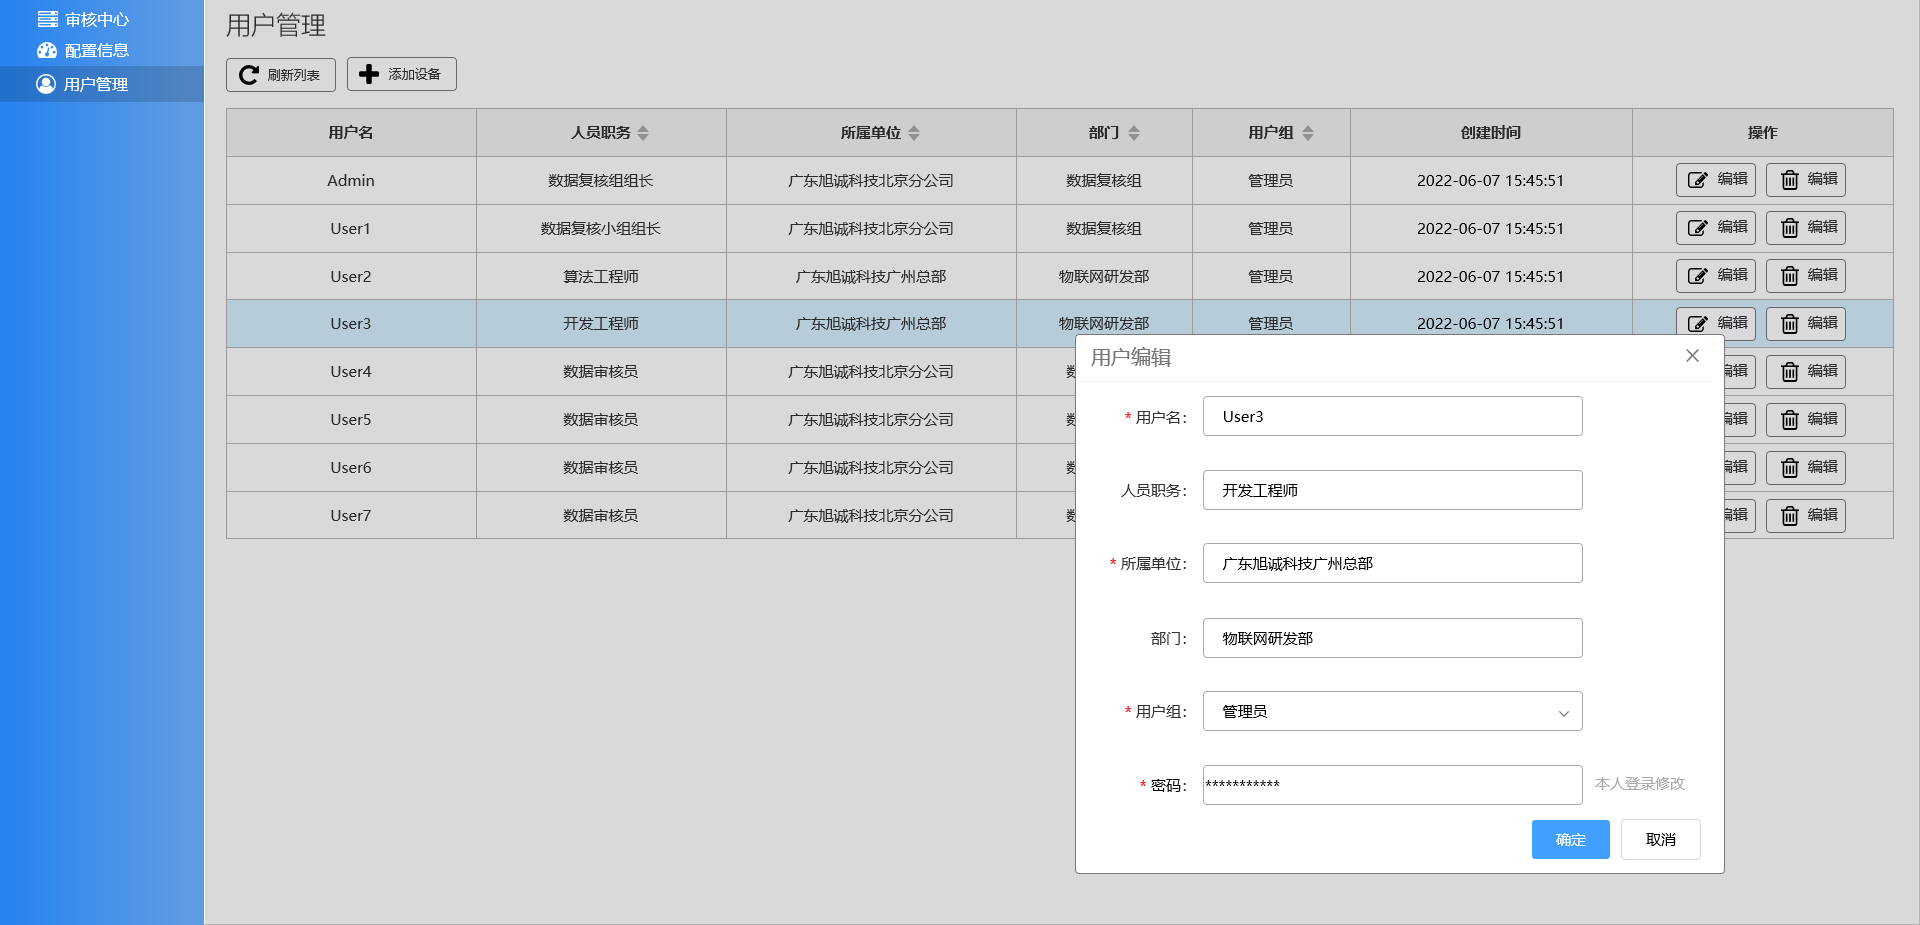 审核中心
配置信息
用户管理
用户管理
刷新列表 添加设备
用户名 人员职务 所属单位 部门 用户组 创建时间 操作
Admin 数据复核组组长 广东旭诚科技北京分公司 数据复核组 管理员 2022-06-07 15:45:51 编辑 编辑
User1 数据复核小组组长 广东旭诚科技北京分公司 数据复核组 管理员 2022-06-07 15:45:51 编辑 编辑
User2 算法工程师 广东旭诚科技广州总部 物联网研发部 管理员 2022-06-07 15:45:51 编辑 编辑
User3 开发工程师 广东旭诚科技广州总部 物联网研发部 管理员 2022-06-07 15:45:51 编辑 编辑
User4 数据审核员 广东旭诚科技北京分公司 数 编辑 编辑
User5 数据审核员 广东旭诚科技北京分公司 数 编辑 编辑
User6 数据审核员 广东旭诚科技北京分公司 数 编辑 编辑
User7 数据审核员 广东旭诚科技北京分公司 数 编辑 编辑
用户编辑
* 用户名： User3
人员职务： 开发工程师
* 所属单位： 广东旭诚科技广州总部
部门： 物联网研发部
* 用户组： 管理员
* 密码： *********** 本人登录修改
确定 取消